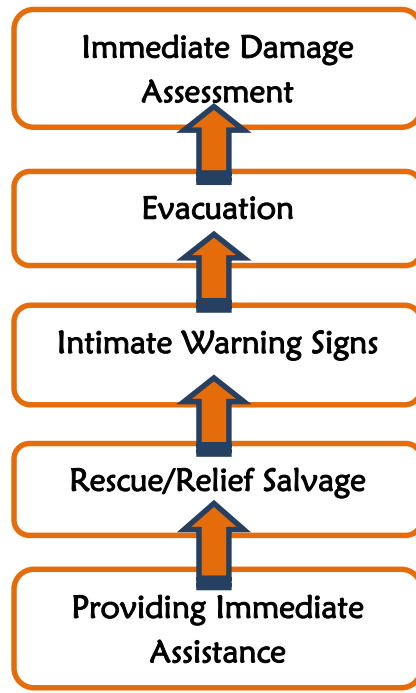 Immediate Damage
Assessment
Evacuation
Intimate Warning Signs
Rescue/Relief Salvage
Providing Immediate
Assistance